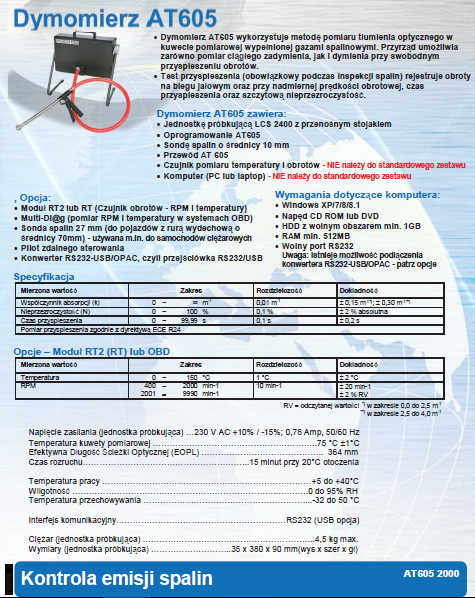 Dymomierz AT605
• Dymomierz AT605 wykorzystuje metodę pomiaru tłumienia optycznego w
kuwecie pomiarowej wypełnionej gazami spalinowymi. Przyrząd umożliwia
zarówno pomiar ciągłego zadymienia, jak i dymienia przy swobodnym
przyspieszeniu obrotów.
• Test przyspieszenia (obowiązkowy podczas inspekcji spalin) rejestruje obroty
na biegu jałowym oraz przy nadmiernej prędkości obrotowej, czas
przyspieszenia oraz szczytową nieprzezroczystość.
Dymomierz AT605 zawiera:
• Jednostkę próbkującą LCS 2400 z przenośnym stojakiem
• Oprogramowanie AT605
• Sondę spalin o średnicy 10 mm
• Przewód AT 605
• Czujnik pomiaru temperatury i obrotów - NIE należy do standardowego zestawu
• Komputer (PC lub laptop) - NIE należy do standardowego zestawu
, Opcja:
• Moduł RT2 lub RT (Czujnik obrotów - RPM i temperatury)
• Multi-Di@g (pomiar RPM i temperatury w systemach OBD)
• Sonda spalin 27 mm (do pojazdów z rurą wydechową o
średnicy 70mm) - używana m.in. do samochodów ciężarowych
• Pilot zdalnego sterowania
• Konwerter RS232-USB/OPAC, czyli przejściówka RS232/USB
Wymagania dotyczące komputera:
• Windows XP/7/8/8.1
• Napęd CD ROM lub DVD
• HDD z wolnym obszarem min. 1GB
• RAM min. 512MB
• Wolny port RS232
Uwaga: istnieje możliwość podłączenia
konwertera RS232-USB/OPAC - patrz opcje
Specyfikacja
Mierzona wartość Zakres Rozdzielczość Dokładność
Współczynnik absorpcji (k) 0 – ∞ m-1 0,01 m-1 ± 0,15 m-1*); ± 0,30 m-1**)
Nieprzezroczystość (N) 0 – 100 % 0,1 % ± 2 % absolutna
Czas przyspieszenia 0 – 99,99 s 0,1 s ± 0,2 s
Pomiar przyspieszenia zgodnie z dyrektywą ECE R24
Opcje – Moduł RT2 (RT) lub OBD
Mierzona wartość Zakres Rozdzielczość Dokładność
Temperatura 0 – 150 °C 1 °C ± 2 °C
RPM 400 – 2000 min-1 10 min-1 ± 20 min-1
2001 – 9990 min-1 ± 2 % RV
RV = odczytanej wartości *) w zakresie 0,0 do 2,5 m-1
**) w zakresie 2,5 do 4,0 m-1
Napięcie zasilania (jednostka próbkująca) ...230 V AC +10% / -15%; 0,78 Amp, 50/60 Hz
Temperatura kuwety pomiarowej ...75 °C ±1°C
Efektywna Długość Ścieżki Optycznej (EOPL) ... 364 mm
Czas rozruchu...15 minut przy 20°C otoczenia
Temperatura pracy ...+5 do +40°C
Wilgotność ...0 do 95% RH
Temperatura przechowywania ...-32 do 50 °C
Interfejs komunikacyjny...RS232 (USB opcja)
Ciężar (jednostka próbkująca) ...4,5 kg max.
Wymiary (jednostka próbkująca) ...35 x 380 x 90 mm(wys x szer x gł)
Kontrola emisji spalin
AT605 2000